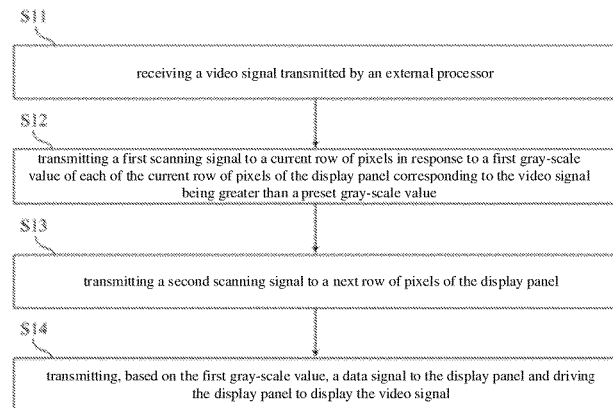 S11
receiving a video signal transmitted by an external processor
S12
transmitting a first scanning signal to a current row of pixels in response to a first gray-scale
value of each of the current row of pixels of the display panel corresponding to the video signal
being greater than a preset gray-scale value
S13
transmitting a second scanning signal to a next row of pixels of the display panel
S14
transmitting, based on the first gray-scale value, a data signal to the display panel and driving
the display panel to display the video signal